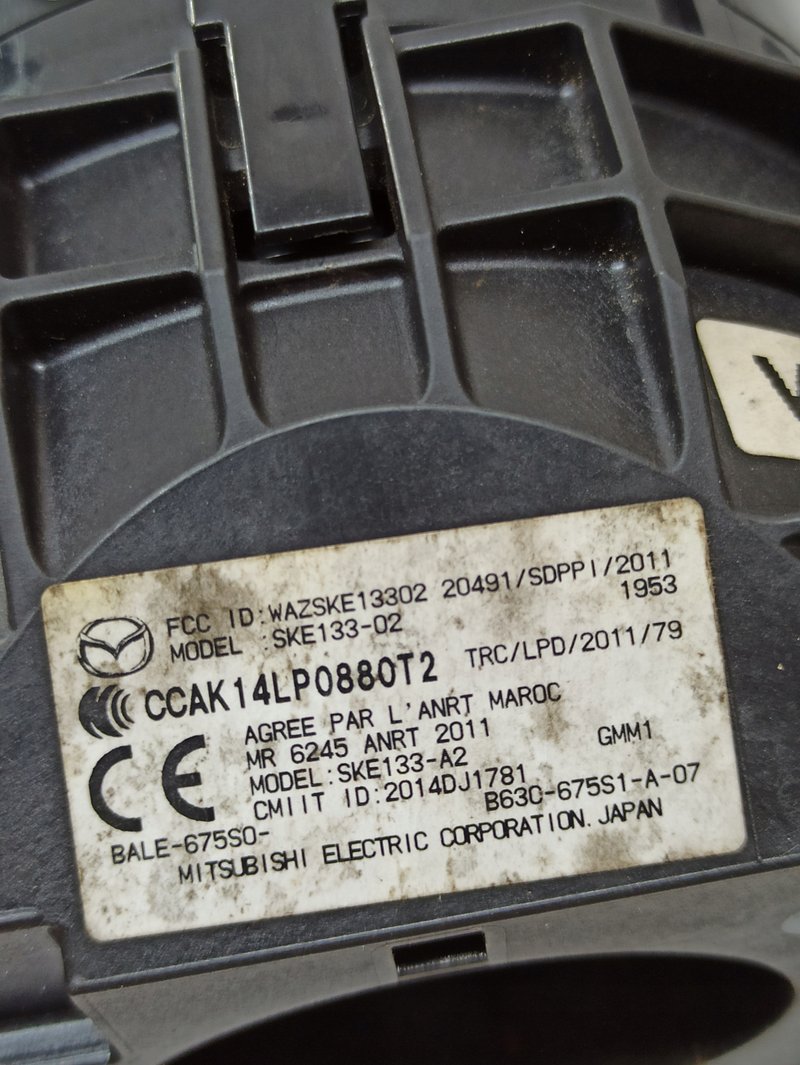 FCC ID:WAZSKE13302 20491/SDPPI/2011
MODEL :SKE133-02 1953
CCAK14LP0880T2 TRC/LPD/2011/79
AGREE PAR L'ANRT MAROC
MR 6245 ANRT 2011 GMM1
MODEL:SKE133-A2
CMIIT ID:2014DJ1781
BALE-675S0- B63C-675S1-A-07
MITSUBISHI ELECTRIC CORPORATION.JAPAN
CE